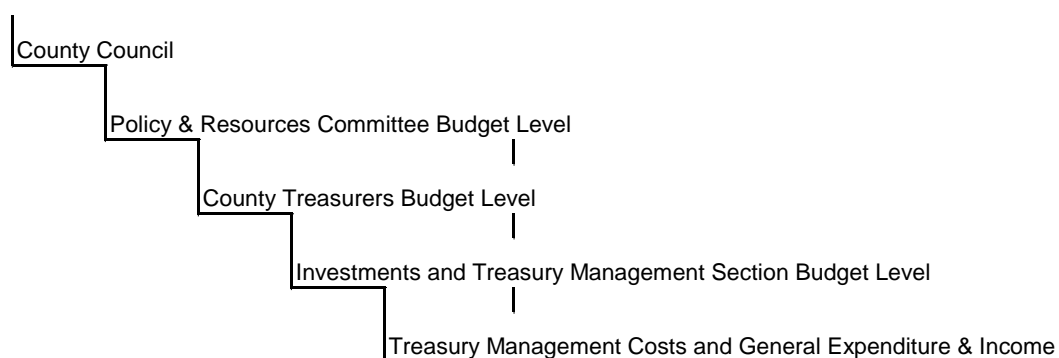 County Council
Policy & Resources Committee Budget Level
County Treasurers Budget Level
Investments and Treasury Management Section Budget Level
Treasury Management Costs and General Expenditure & Income